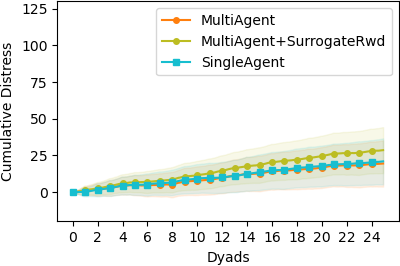 MultiAgent
MultiAgent+SurrogateRwd
SingleAgent
Cumulative Distress
125
100
75
50
25
0
0 2 4 6 8 10 12 14 16 18 20 22 24
Dyads